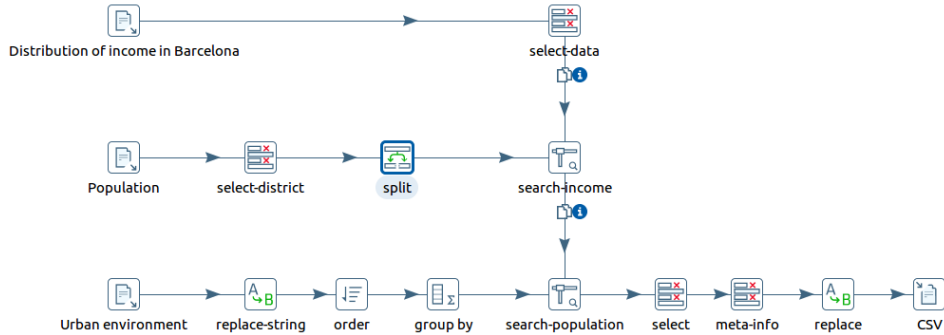 Distribution of income in Barcelona
select-data
Population
select-district
split
search-income
A
B
Urban environment
replace-string
order
Σ
group by
search-population
select
meta-info
A
B
replace
CSV